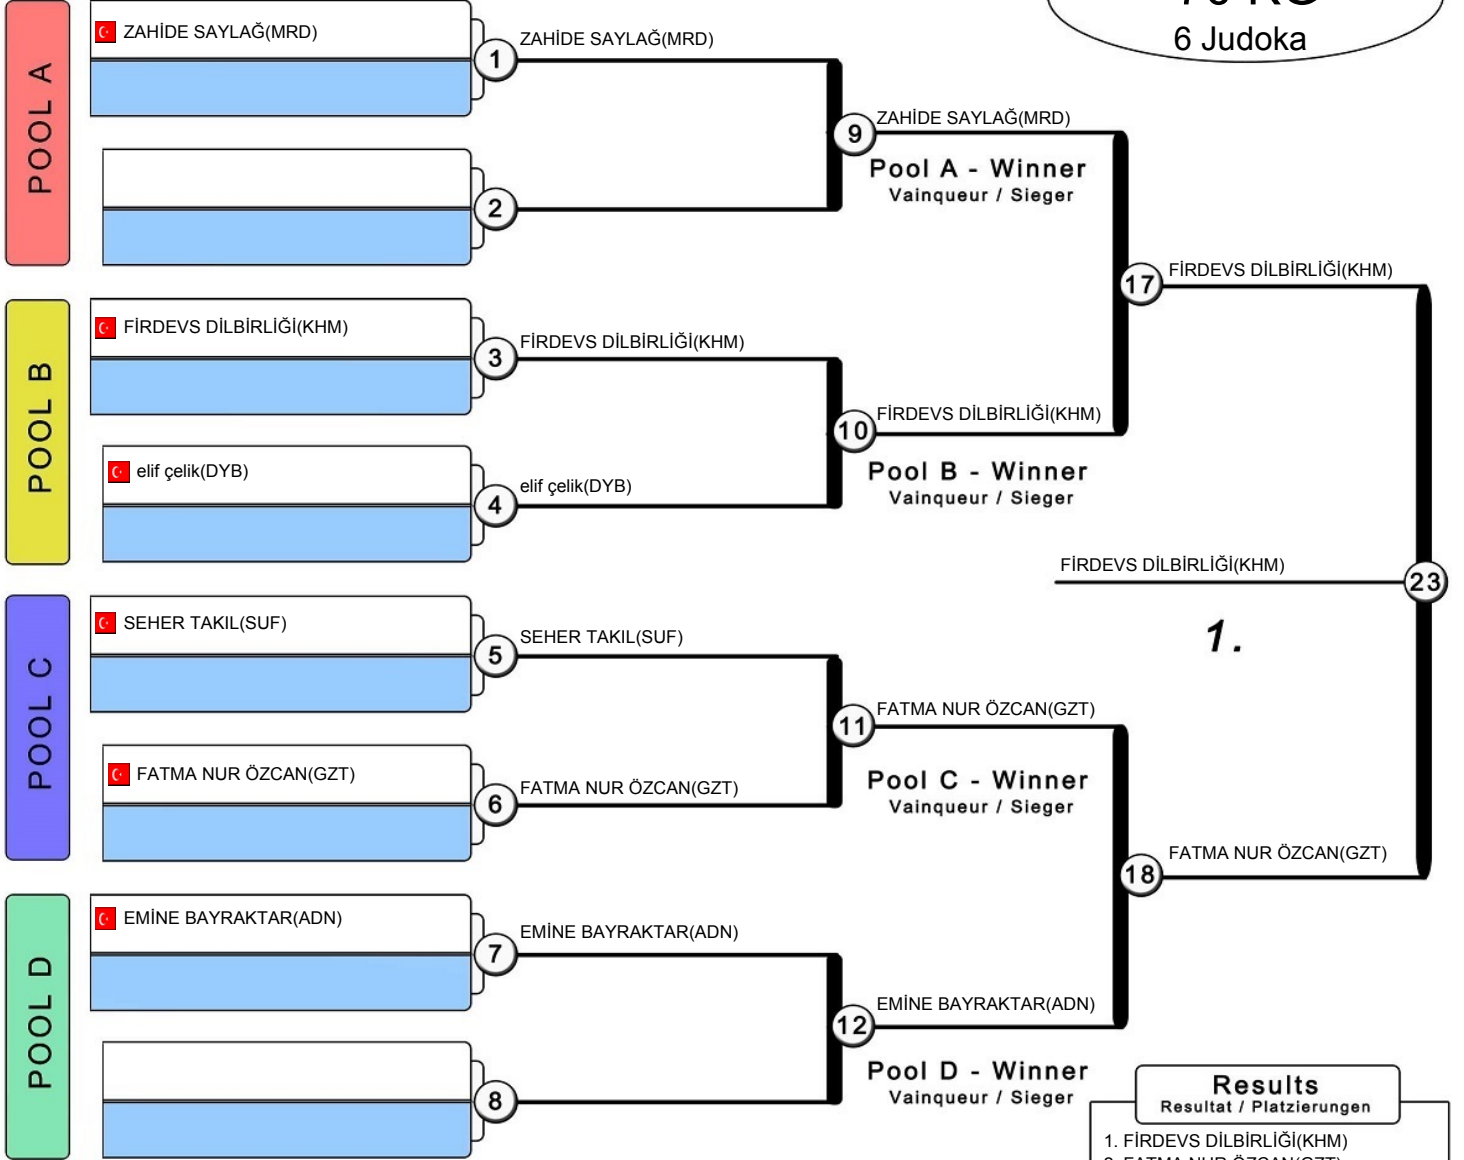 6 Judoka
POOL A
ZAHİDE SAYLAĞ(MRD)
1
ZAHİDE SAYLAĞ(MRD)
2
9
ZAHİDE SAYLAĞ(MRD)
Pool A - Winner
Vainqueur / Sieger
17
FİRDEVS DİLBİRLİĞİ(KHM)
POOL B
FİRDEVS DİLBİRLİĞİ(KHM)
3
FİRDEVS DİLBİRLİĞİ(KHM)
elif çelik(DYB)
4
elif çelik(DYB)
10
FİRDEVS DİLBİRLİĞİ(KHM)
Pool B - Winner
Vainqueur / Sieger
FİRDEVS DİLBİRLİĞİ(KHM)
23
1.
POOL C
SEHER TAKIL(SUF)
5
SEHER TAKIL(SUF)
FATMA NUR ÖZCAN(GZT)
6
FATMA NUR ÖZCAN(GZT)
11
FATMA NUR ÖZCAN(GZT)
Pool C - Winner
Vainqueur / Sieger
18
FATMA NUR ÖZCAN(GZT)
POOL D
EMİNE BAYRAKTAR(ADN)
7
EMİNE BAYRAKTAR(ADN)
8
12
EMİNE BAYRAKTAR(ADN)
Pool D - Winner
Vainqueur / Sieger
Results
Resultat / Platzierungen
1. FİRDEVS DİLBİRLİĞİ(KHM)
2. FATMA NUR ÖZCAN(GZT)